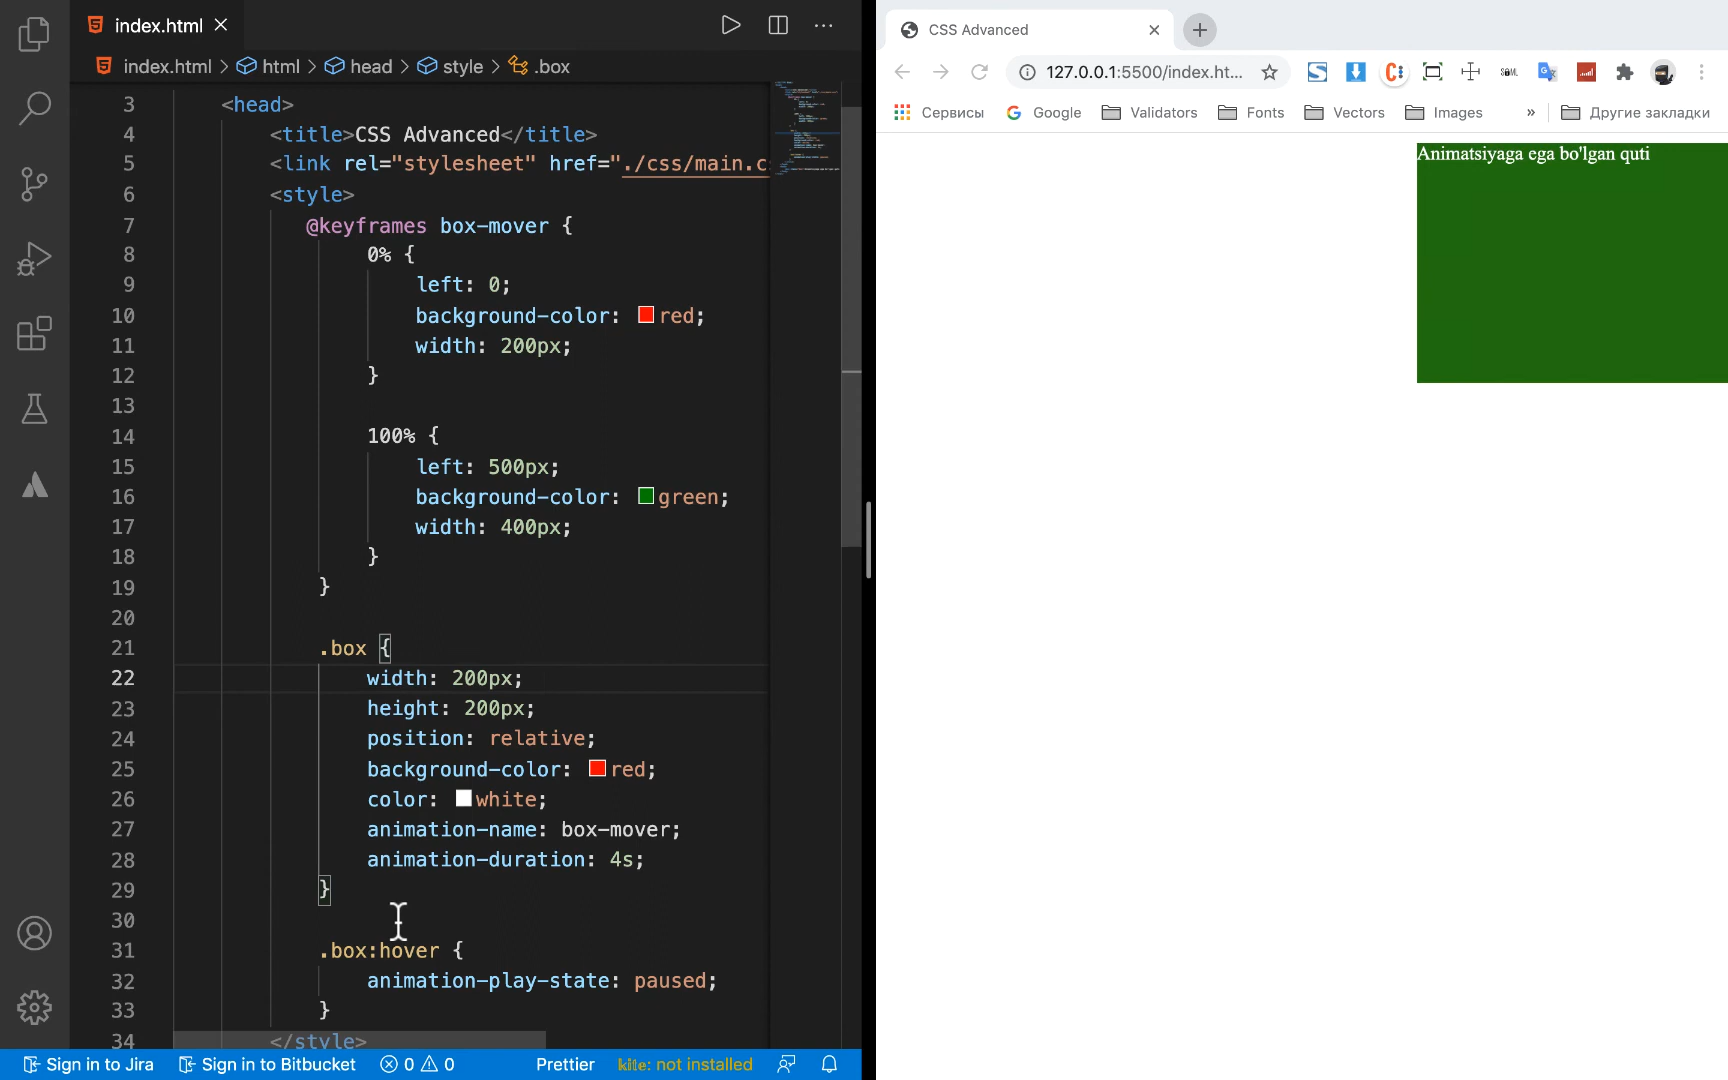 index.html
index.html > html > head > style > .box
3 <head>
4 <title>CSS Advanced</title>
5 <link rel="stylesheet" href="./css/main.c
6 <style>
7 @keyframes box-mover {
8 0% {
9 left: 0;
10 background-color: red;
11 width: 200px;
12 }
13
14 100% {
15 left: 500px;
16 background-color: green;
17 width: 400px;
18 }
19 }
20
21 .box {
22 width: 200px;
23 height: 200px;
24 position: relative;
25 background-color: red;
26 color: white;
27 animation-name: box-mover;
28 animation-duration: 4s;
29 }
30
31 .box:hover {
32 animation-play-state: paused;
33 }
34 </style>
Sign in to Jira Sign in to Bitbucket 0 0 Prettier kite: not installed
CSS Advanced
127.0.0.1:5500/index.ht...
Сервисы Google Validators Fonts Vectors Images » Другие закладки
Animatsiyaga ega bo'lgan quti